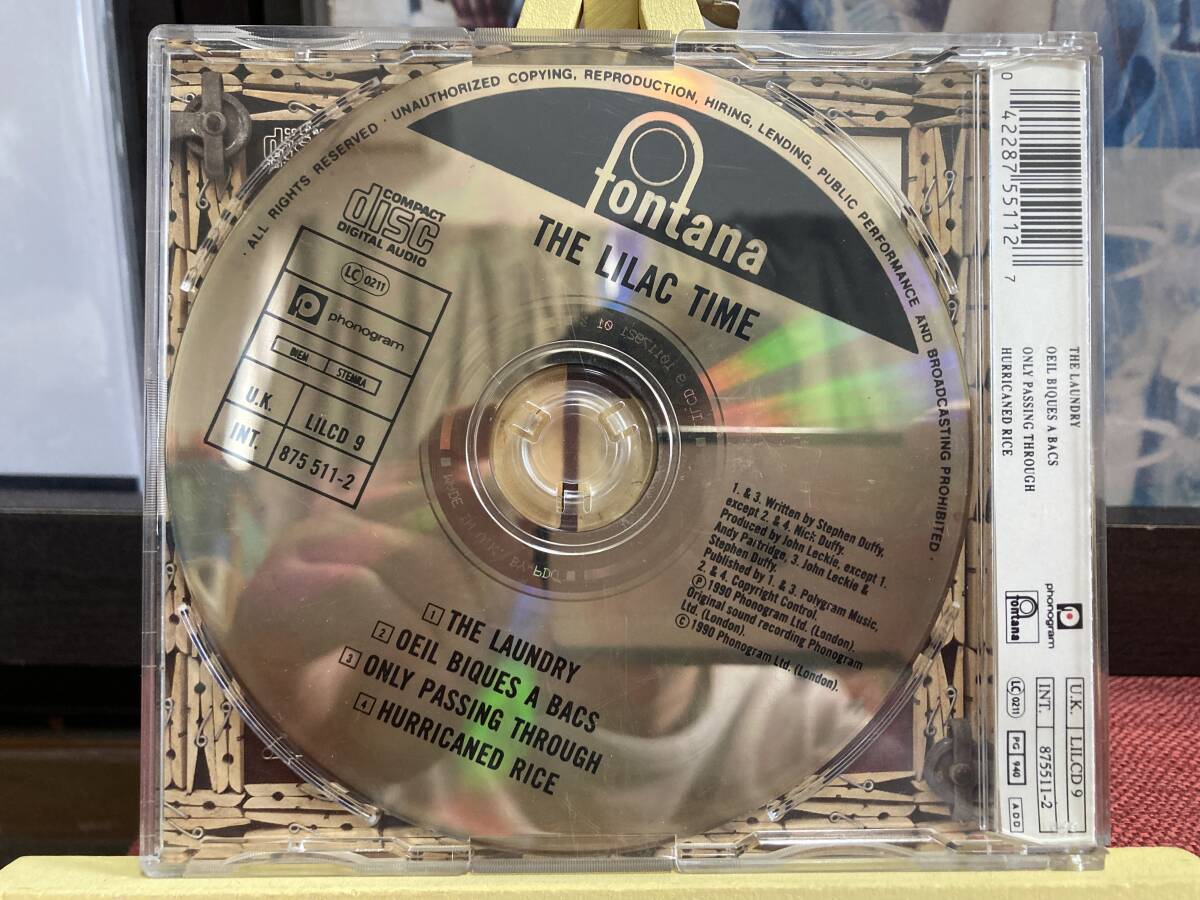 · ALL RIGHTS RESERVED · UNAUTHORIZED COPYING, REPRODUCTION, HIRING, LENDING, PUBLIC PERFORMANCE AND BROADCASTING PROHIBITED ·
fontana
THE LILAC TIME
COMPACT
disc
DIGITAL AUDIO
LC 0211
phonogram
BIEM STEMRA
U.K. LILCD 9
INT. 875 511-2
1. & 3. Written by Stephen Duffy,
except 2. & 4. Nick Duffy.
Produced by John Leckie, except 1.
Andy Partridge, 3. John Leckie &
Stephen Duffy.
Published by 1. & 3. Polygram Music,
2. & 4. Copyright Control.
℗ 1990 Phonogram Ltd. (London).
Original sound recording Phonogram
Ltd. (London).
© 1990 Phonogram Ltd. (London).
1 THE LAUNDRY
2 OEIL BIQUES A BACS
3 ONLY PASSING THROUGH
4 HURRICANED RICE
MADE IN U.K. BY PDO
0 42287 55112 7
THE LAUNDRY
OEIL BIQUES A BACS
ONLY PASSING THROUGH
HURRICANED RICE
phonogram
fontana
U.K. LILCD 9
INT. 875511-2
LC 0211
PG 940
ADD